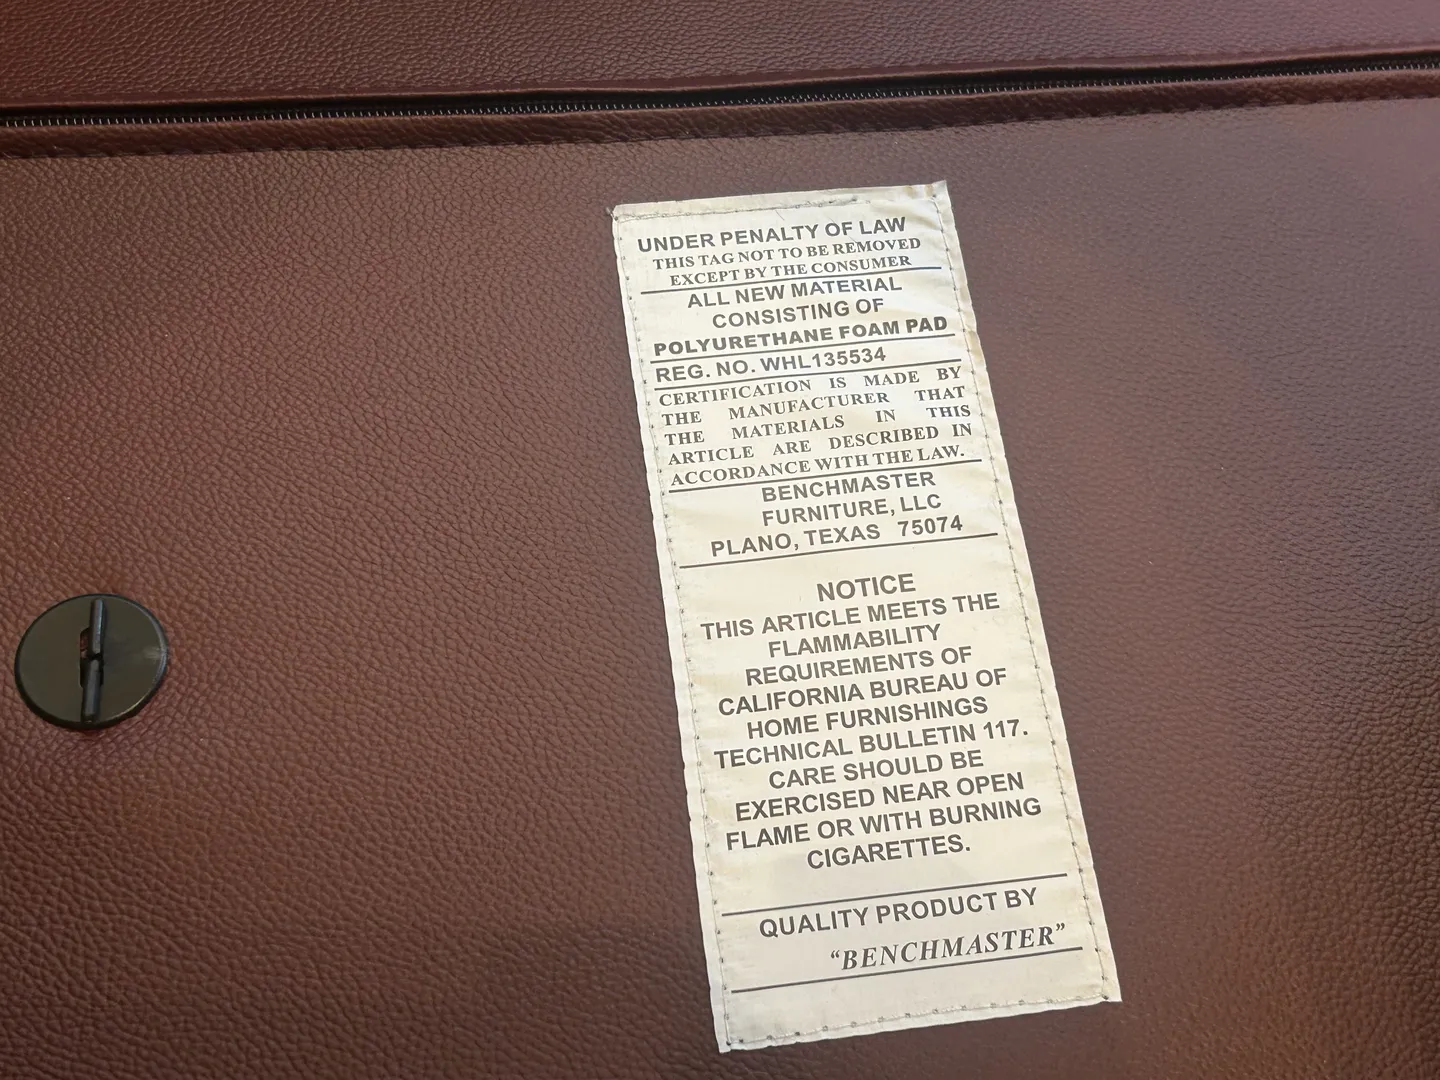 UNDER PENALTY OF LAW
THIS TAG NOT TO BE REMOVED
EXCEPT BY THE CONSUMER
ALL NEW MATERIAL
CONSISTING OF
POLYURETHANE FOAM PAD
REG. NO. WHL135534
CERTIFICATION IS MADE BY
THE MANUFACTURER THAT
THE MATERIALS IN THIS
ARTICLE ARE DESCRIBED IN
ACCORDANCE WITH THE LAW.
BENCHMASTER
FURNITURE, LLC
PLANO, TEXAS 75074
NOTICE
THIS ARTICLE MEETS THE
FLAMMABILITY
REQUIREMENTS OF
CALIFORNIA BUREAU OF
HOME FURNISHINGS
TECHNICAL BULLETIN 117.
CARE SHOULD BE
EXERCISED NEAR OPEN
FLAME OR WITH BURNING
CIGARETTES.
QUALITY PRODUCT BY
“BENCHMASTER”